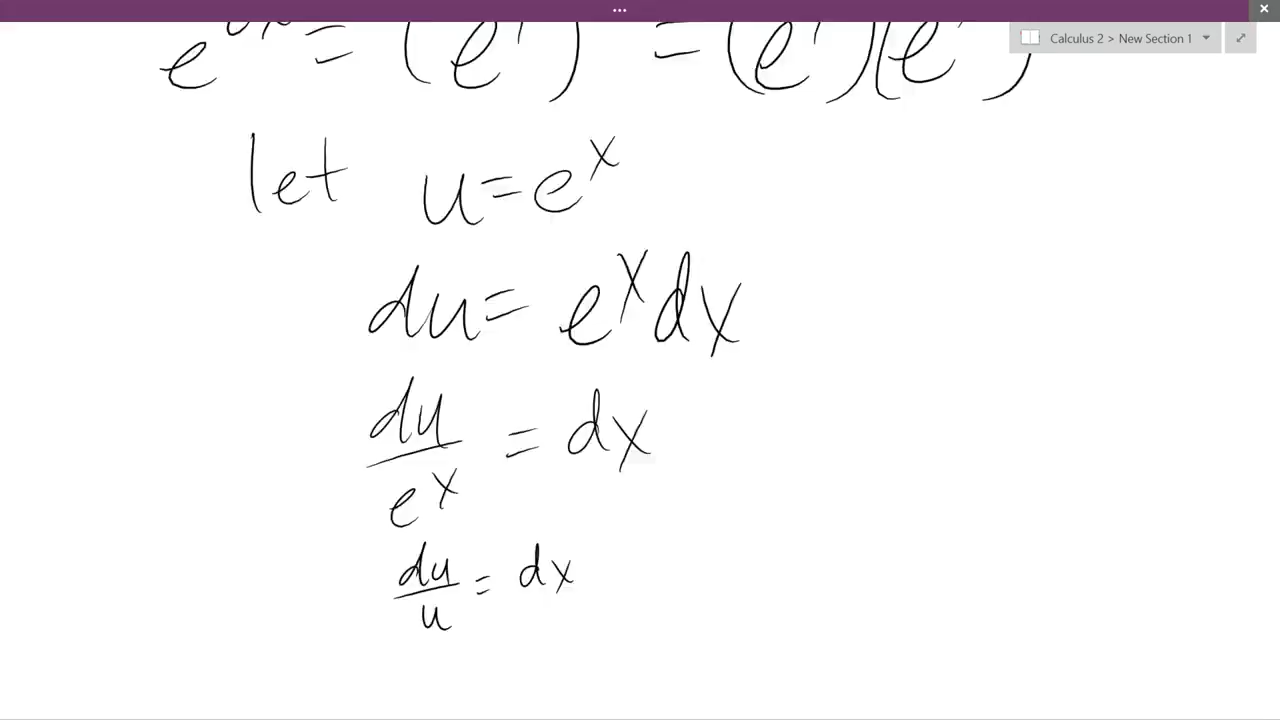 Calculus 2 > New Section 1
let u = e^x
du = e^x dx
du/e^x = dx
du/u = dx